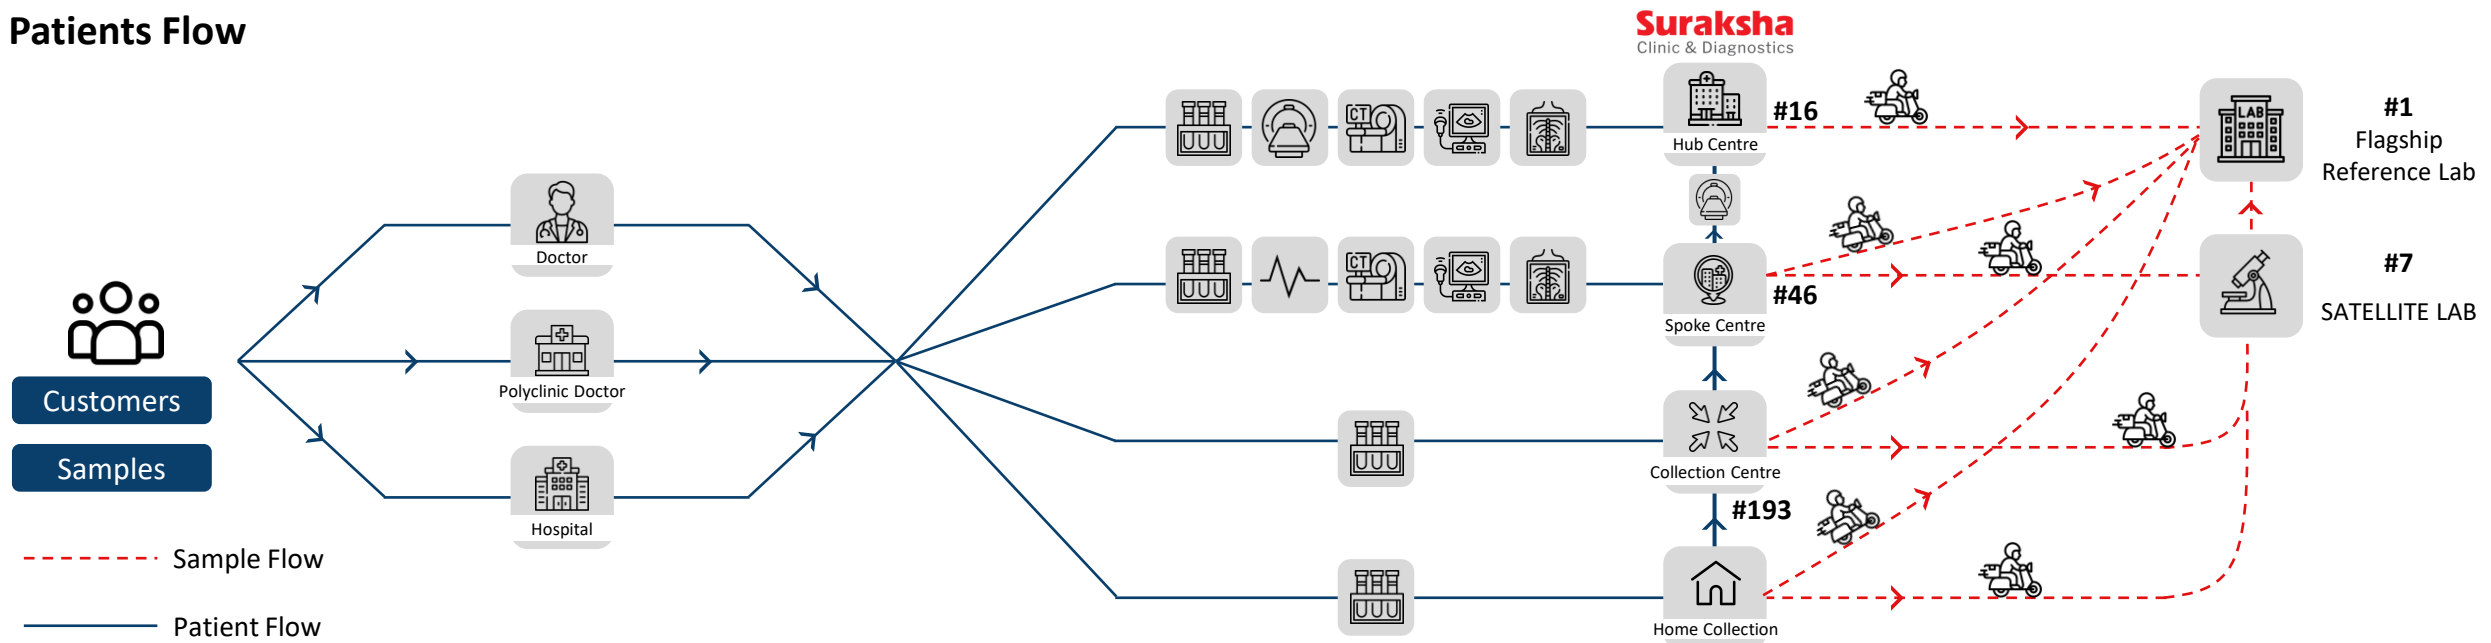 Patients Flow
Suraksha
Clinic & Diagnostics
CT
#16
Hub Centre
LAB
#1
Flagship
Reference Lab
Doctor
CT
#46
Spoke Centre
#7
SATELLITE LAB
Polyclinic Doctor
Customers
Samples
Collection Centre
#193
Hospital
Sample Flow
Patient Flow
Home Collection